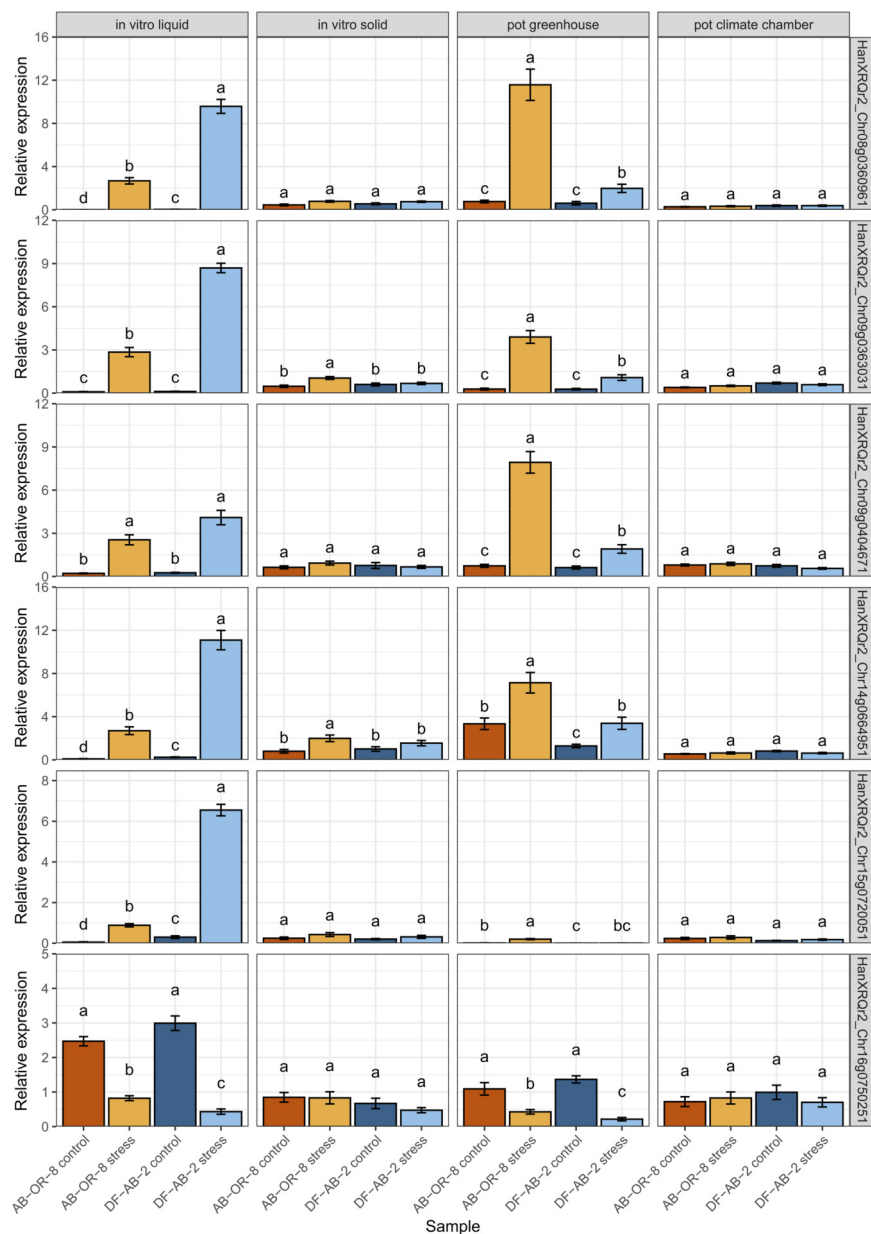 in vitro liquid in vitro solid pot greenhouse pot climate chamber
Relative expression
16
12
8
4
0
d b c a
a a a a
c a c b
a a a a
HanXRQr2_Chr08g0360961
Relative expression
12
9
6
3
0
c b c a
b a b b
c a c b
a a a a
HanXRQr2_Chr09g0363031
Relative expression
12
9
6
3
0
b a b a
a a a a
c a c b
a a a a
HanXRQr2_Chr09g0404671
Relative expression
16
12
8
4
0
d b c a
b a b b
b a c b
a a a a
HanXRQr2_Chr14g0664951
Relative expression
8
6
4
2
0
d b c a
a a a a
b a c bc
a a a a
HanXRQr2_Chr15g0720051
Relative expression
5
4
3
2
1
0
a b a c
a a a a
a b a c
a a a a
HanXRQr2_Chr16g0750251
AB−OR−8 control AB−OR−8 stress DF−AB−2 control DF−AB−2 stress
AB−OR−8 control AB−OR−8 stress DF−AB−2 control DF−AB−2 stress
AB−OR−8 control AB−OR−8 stress DF−AB−2 control DF−AB−2 stress
AB−OR−8 control AB−OR−8 stress DF−AB−2 control DF−AB−2 stress
Sample